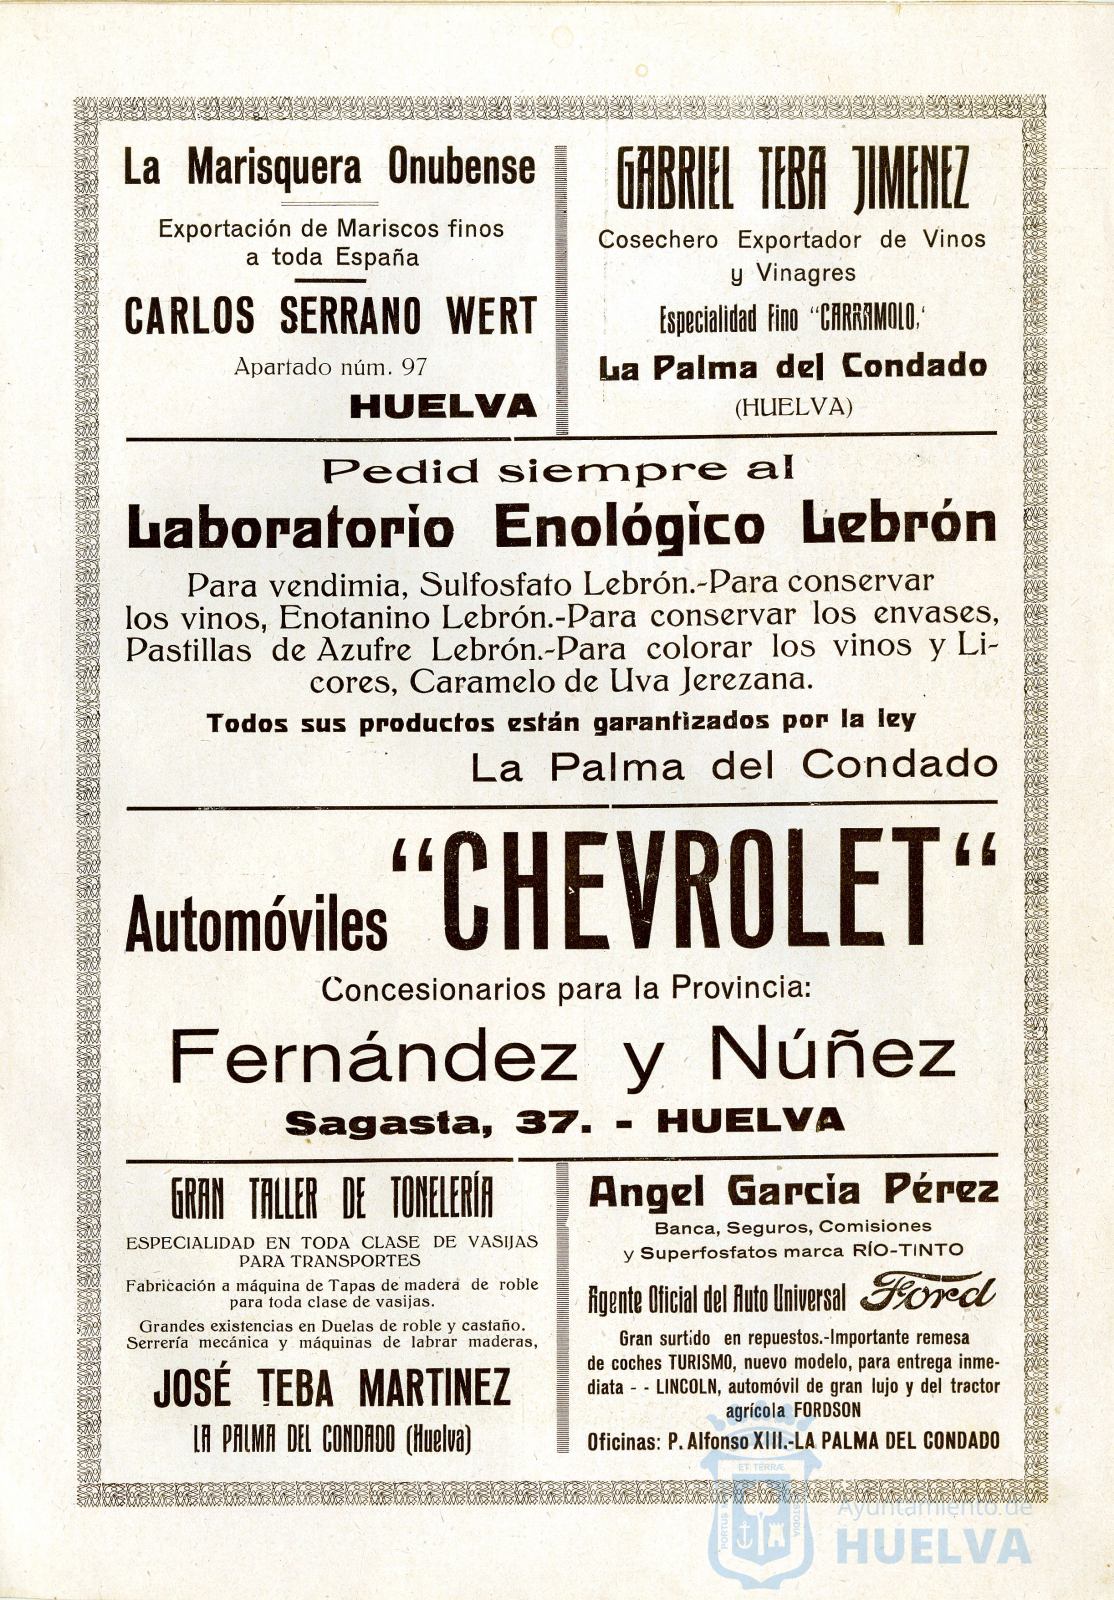 La Marisquera Onubense
Exportación de Mariscos finos
a toda España
CARLOS SERRANO WERT
Apartado núm. 97
HUELVA
GABRIEL TEBA JIMENEZ
Cosechero Exportador de Vinos
y Vinagres
Especialidad Fino “CARRAMOLO,‘
La Palma del Condado
(HUELVA)
Pedid siempre al
Laboratorio Enológico Lebrón
Para vendimia, Sulfosfato Lebrón.-Para conservar
los vinos, Enotanino Lebrón.-Para conservar los envases,
Pastillas de Azufre Lebrón.-Para colorar los vinos y Li-
cores, Caramelo de Uva Jerezana.
Todos sus productos están garantizados por la ley
La Palma del Condado
Automóviles “CHEVROLET“
Concesionarios para la Provincia:
Fernández y Núñez
Sagasta, 37. - HUELVA
GRAN TALLER DE TONELERÍA
ESPECIALIDAD EN TODA CLASE DE VASIJAS
PARA TRANSPORTES
Fabricación a máquina de Tapas de madera de roble
para toda clase de vasijas.
Grandes existencias en Duelas de roble y castaño.
Serrería mecánica y máquinas de labrar maderas,
JOSÉ TEBA MARTINEZ
LA PALMA DEL CONDADO (Huelva)
Angel García Pérez
Banca, Seguros, Comisiones
y Superfosfatos marca RÍO-TINTO
Agente Oficial del Auto Universal Ford
Gran surtido en repuestos.-Importante remesa
de coches TURISMO, nuevo modelo, para entrega inme-
diata - - LINCOLN, automóvil de gran lujo y del tractor
agrícola FORDSON
Oficinas: P. Alfonso XIII.-LA PALMA DEL CONDADO
ET TERRÆ
PORTUS
CUSTODIA
Ayuntamiento de
HUELVA